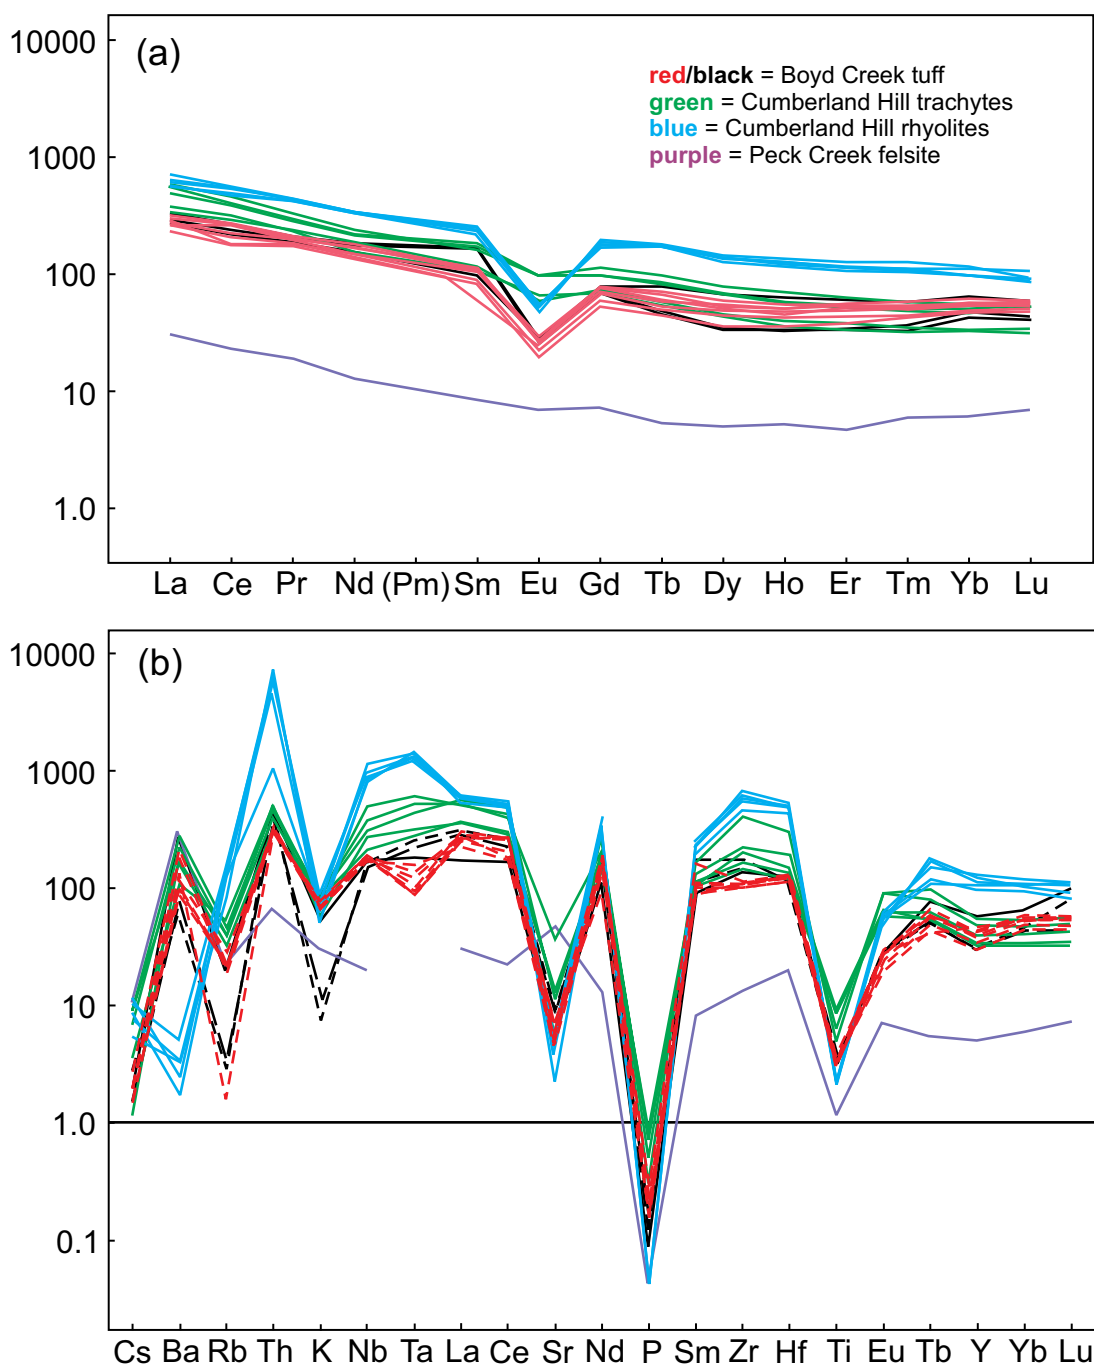 (a)
10000
1000
100
10
1.0
red/black = Boyd Creek tuff
green = Cumberland Hill trachytes
blue = Cumberland Hill rhyolites
purple = Peck Creek felsite
La Ce Pr Nd (Pm) Sm Eu Gd Tb Dy Ho Er Tm Yb Lu
(b)
10000
1000
100
10
1.0
0.1
Cs Ba Rb Th K Nb Ta La Ce Sr Nd P Sm Zr Hf Ti Eu Tb Y Yb Lu